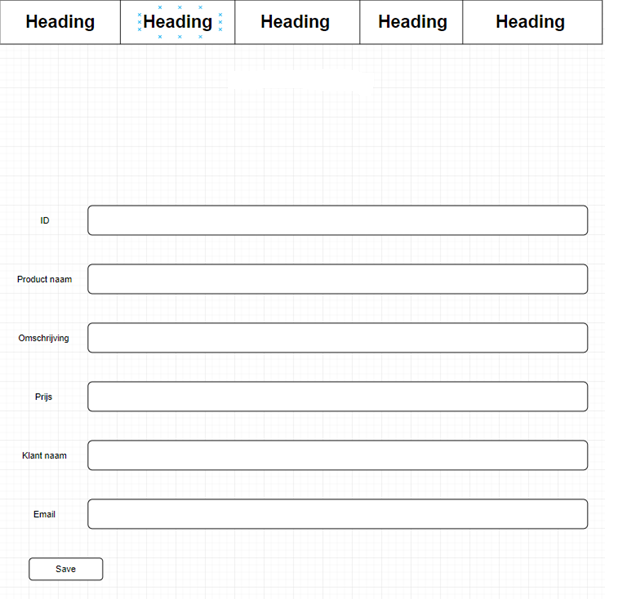 Heading Heading Heading Heading Heading
ID
Product naam
Omschrijving
Prijs
Klant naam
Email
Save